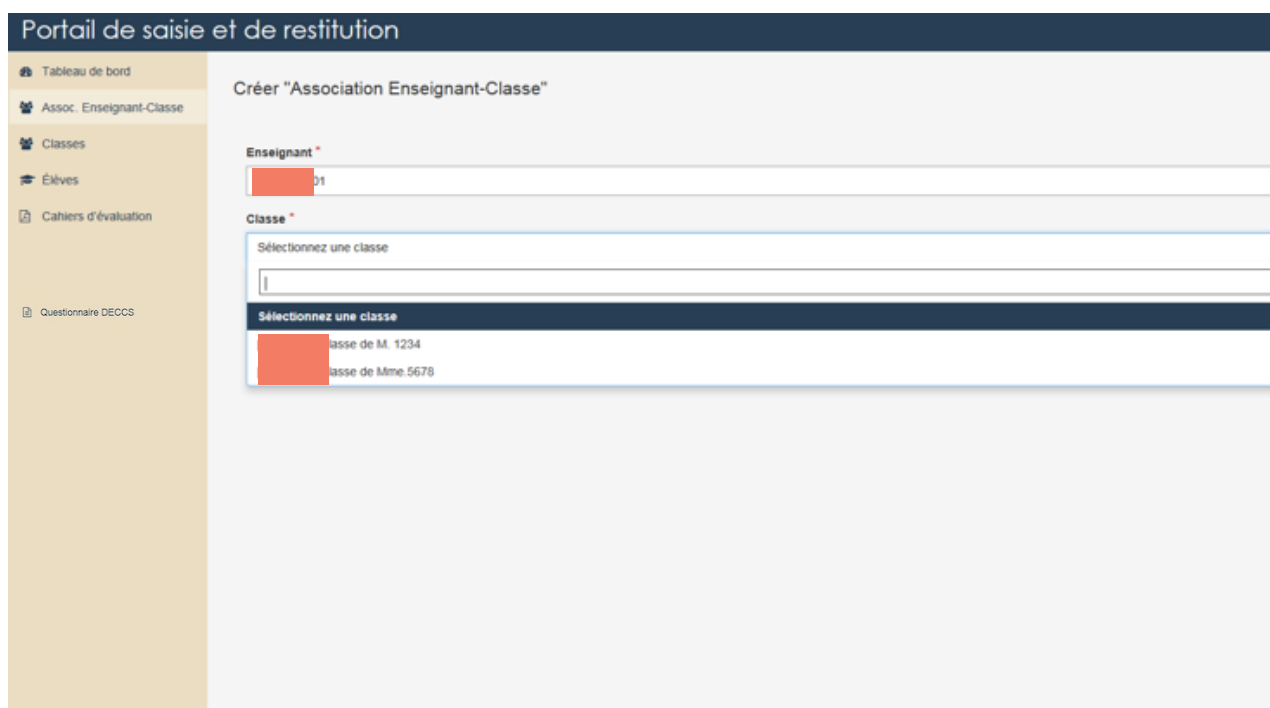 Portail de saisie et de restitution
Tableau de bord
Assoc. Enseignant-Classe
Classes
Élèves
Cahiers d'évaluation
Questionnaire DECCS
Créer "Association Enseignant-Classe"
Enseignant *
01
Classe *
Sélectionnez une classe
Sélectionnez une classe
lasse de M. 1234
lasse de Mme.5678